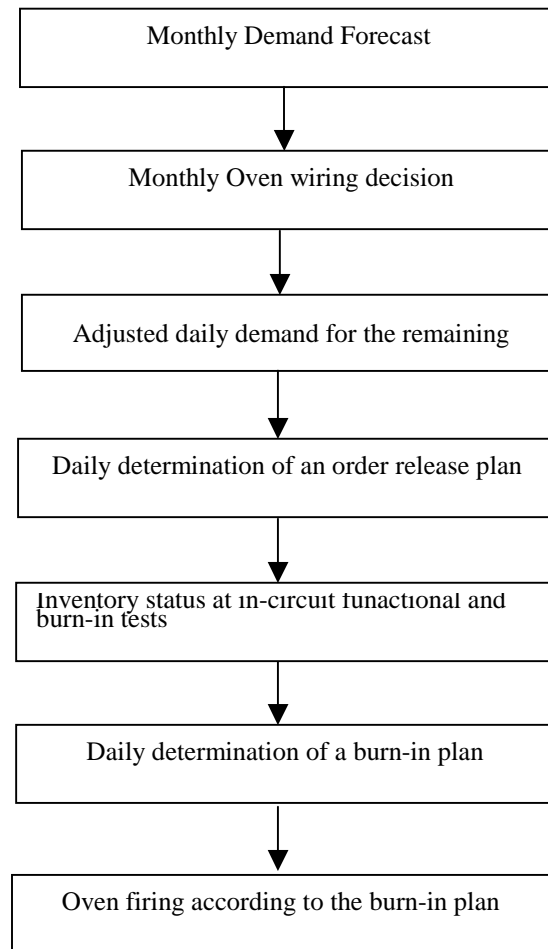 Monthly Demand Forecast
Monthly Oven wiring decision
Adjusted daily demand for the remaining
Daily determination of an order release plan
Inventory status at in-circuit funactional and
burn-in tests
Daily determination of a burn-in plan
Oven firing according to the burn-in plan